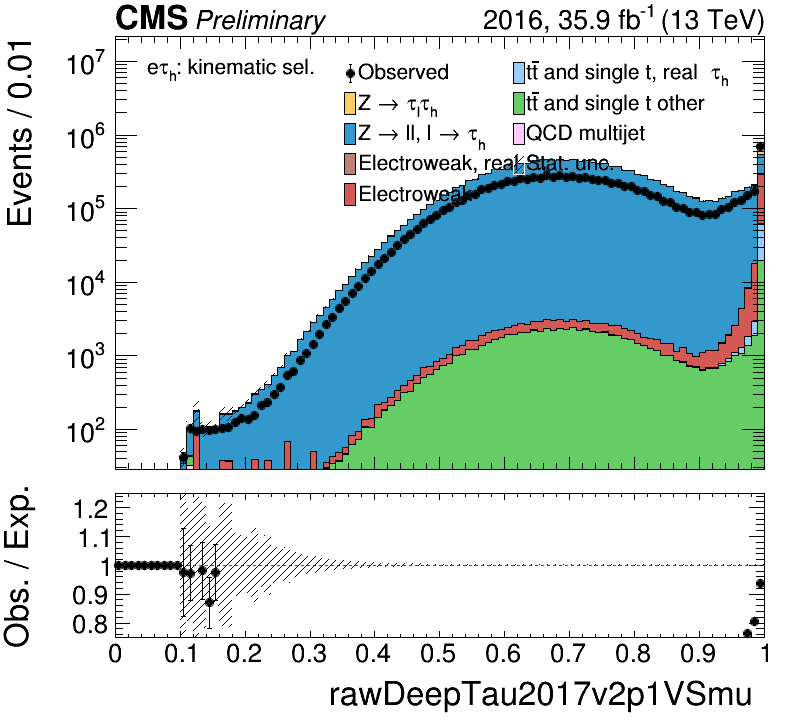 CMS Preliminary 2016, 35.9 fb⁻¹ (13 TeV)
Events / 0.01
10⁷
10⁶
10⁵
10⁴
10³
10²
eτₕ: kinematic sel.
Observed
Z → τₗτₕ
Z → ll, l → τₕ
Electroweak, real
Electroweak
tt̄ and single t, real τₕ
tt̄ and single t other
QCD multijet
Stat. unc.
Obs. / Exp.
1.2
1.1
1
0.9
0.8
0 0.1 0.2 0.3 0.4 0.5 0.6 0.7 0.8 0.9 1
rawDeepTau2017v2p1VSmu